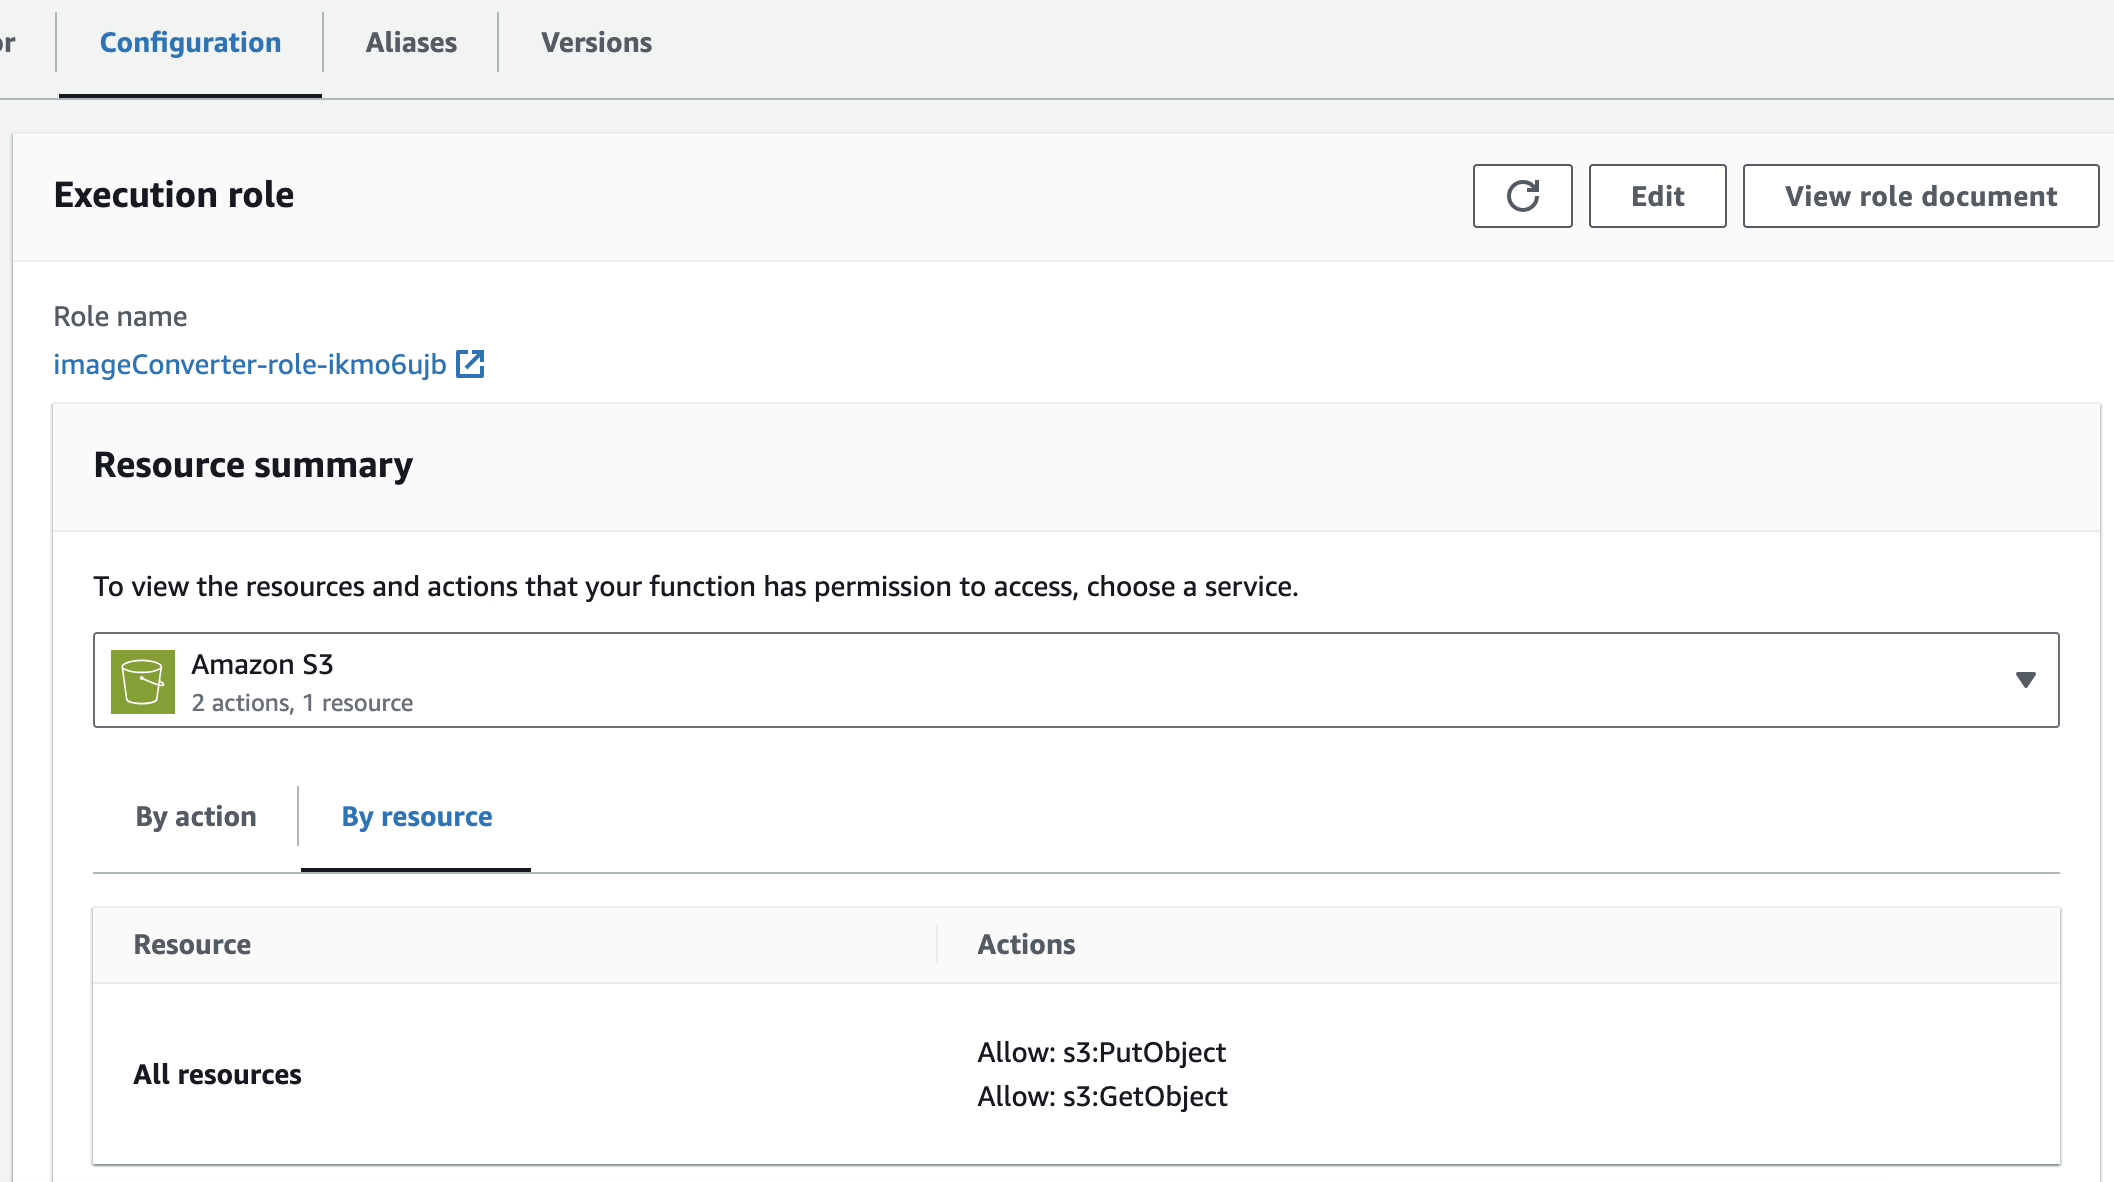 Configuration
Aliases
Versions
Execution role
Edit
View role document
Role name
imageConverter-role-ikmo6ujb
Resource summary
To view the resources and actions that your function has permission to access, choose a service.
Amazon S3
2 actions, 1 resource
By action
By resource
Resource
Actions
All resources
Allow: s3:PutObject
Allow: s3:GetObject